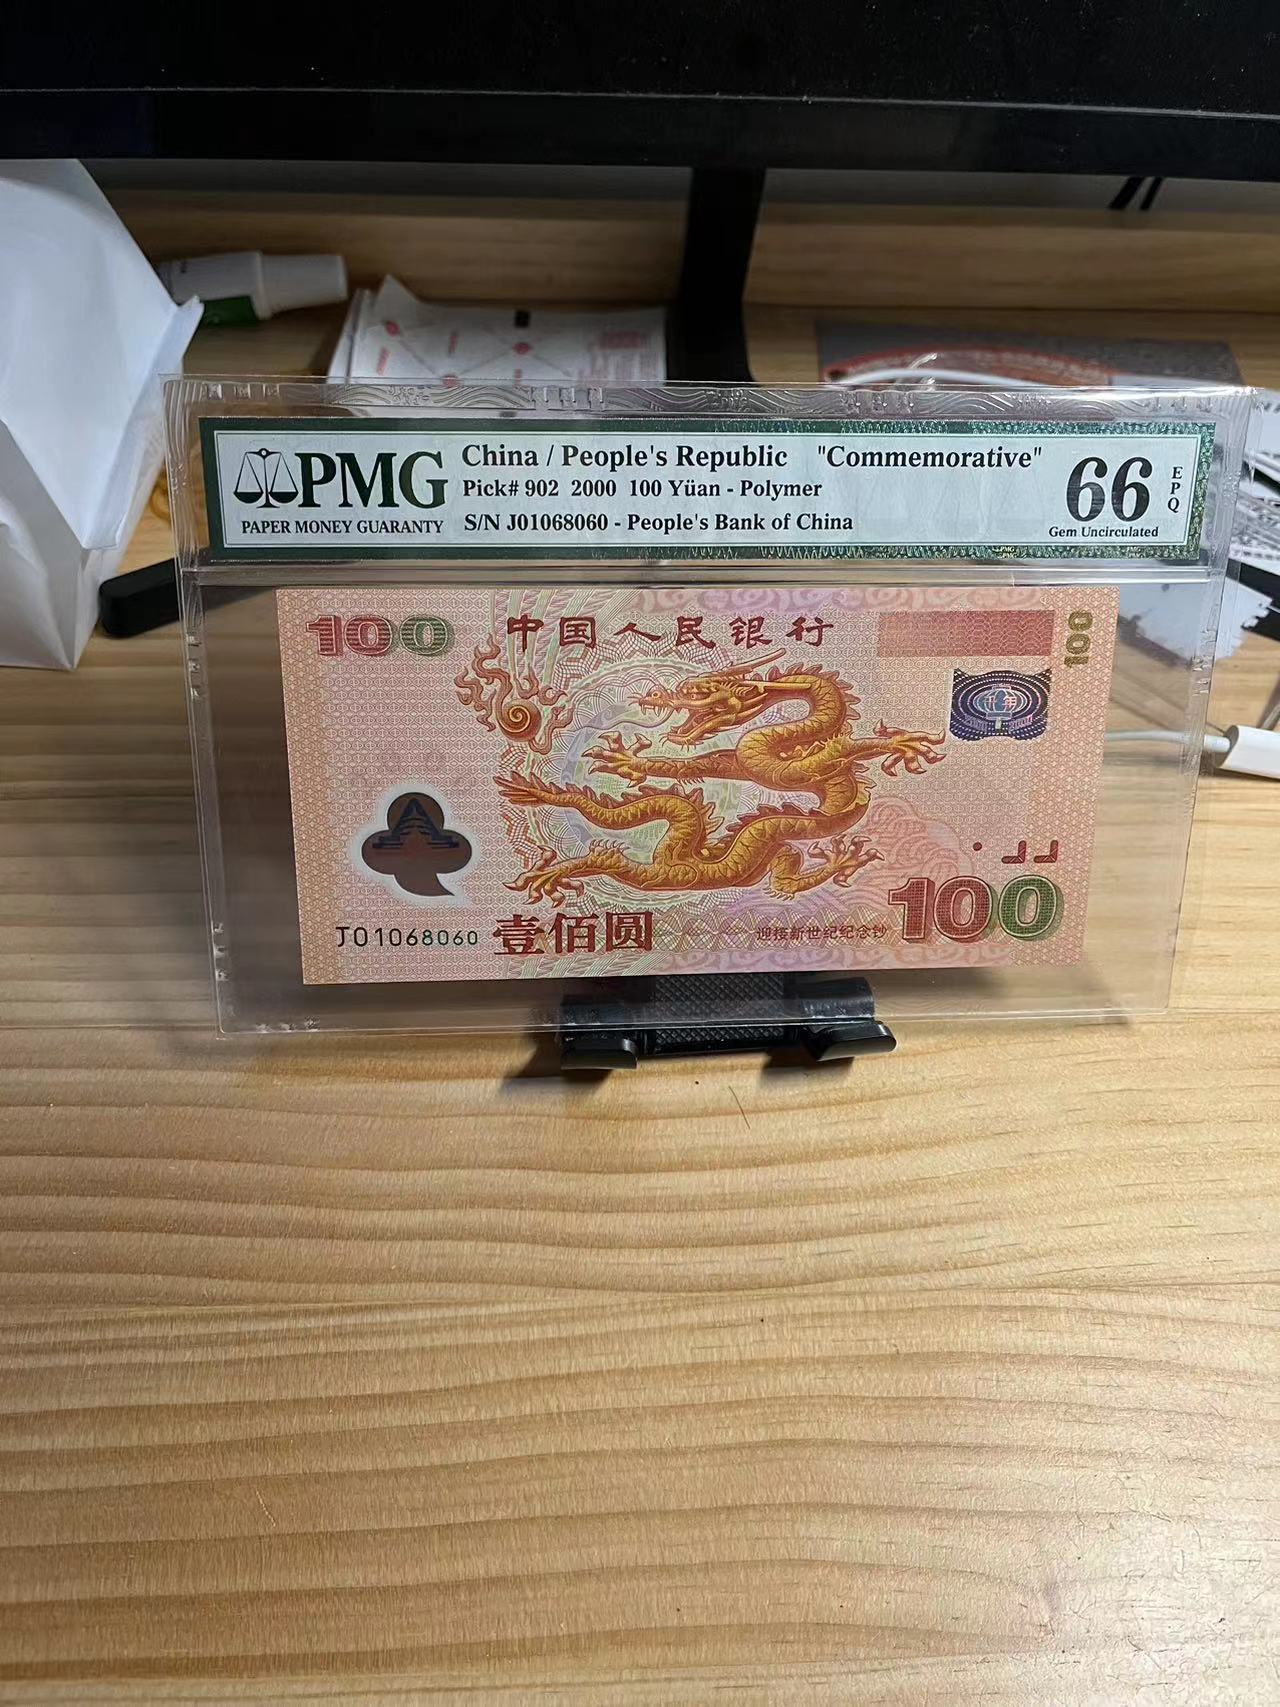 PMG
PAPER MONEY GUARANTY
China / People's Republic "Commemorative"
Pick# 902 2000 100 Yüan - Polymer
S/N J01068060 - People's Bank of China
66
EPQ
Gem Uncirculated
100
中国人民银行
100
千年
J01068060
壹佰圆
迎接新世纪纪念钞
100